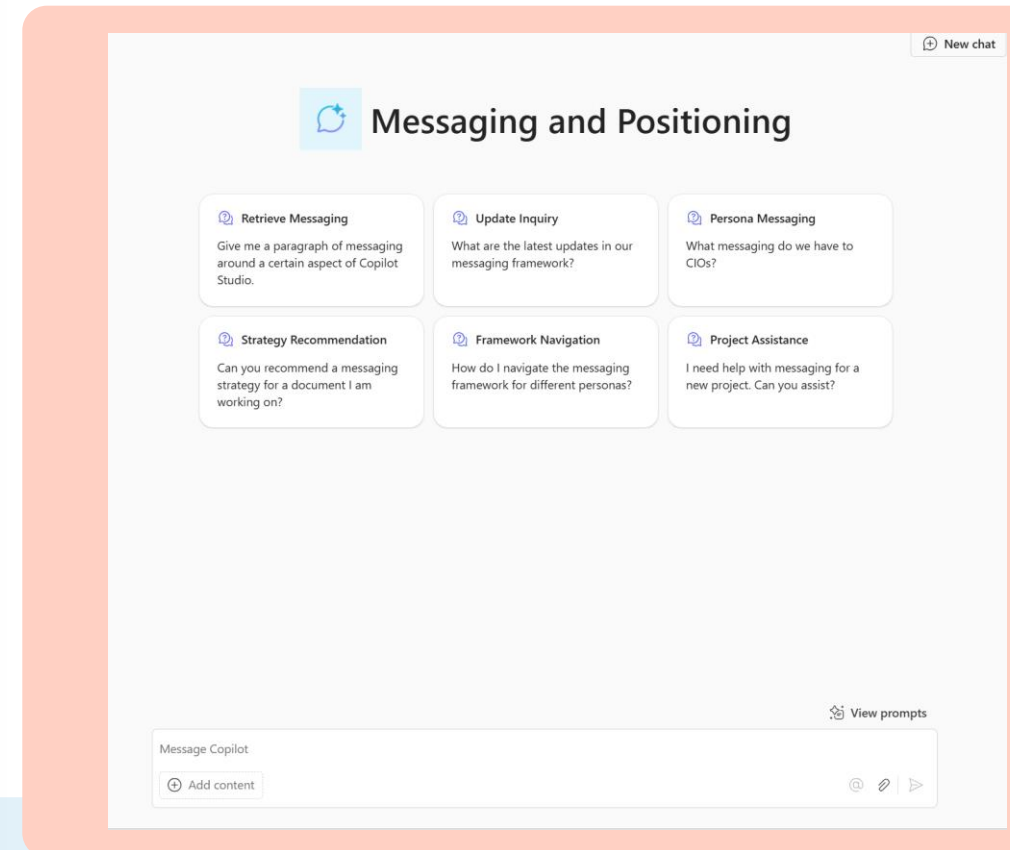 New chat
Messaging and Positioning
Retrieve Messaging
Give me a paragraph of messaging
around a certain aspect of Copilot
Studio.
Update Inquiry
What are the latest updates in our
messaging framework?
Persona Messaging
What messaging do we have to
CIOs?
Strategy Recommendation
Can you recommend a messaging
strategy for a document I am
working on?
Framework Navigation
How do I navigate the messaging
framework for different personas?
Project Assistance
I need help with messaging for a
new project. Can you assist?
View prompts
Message Copilot
Add content